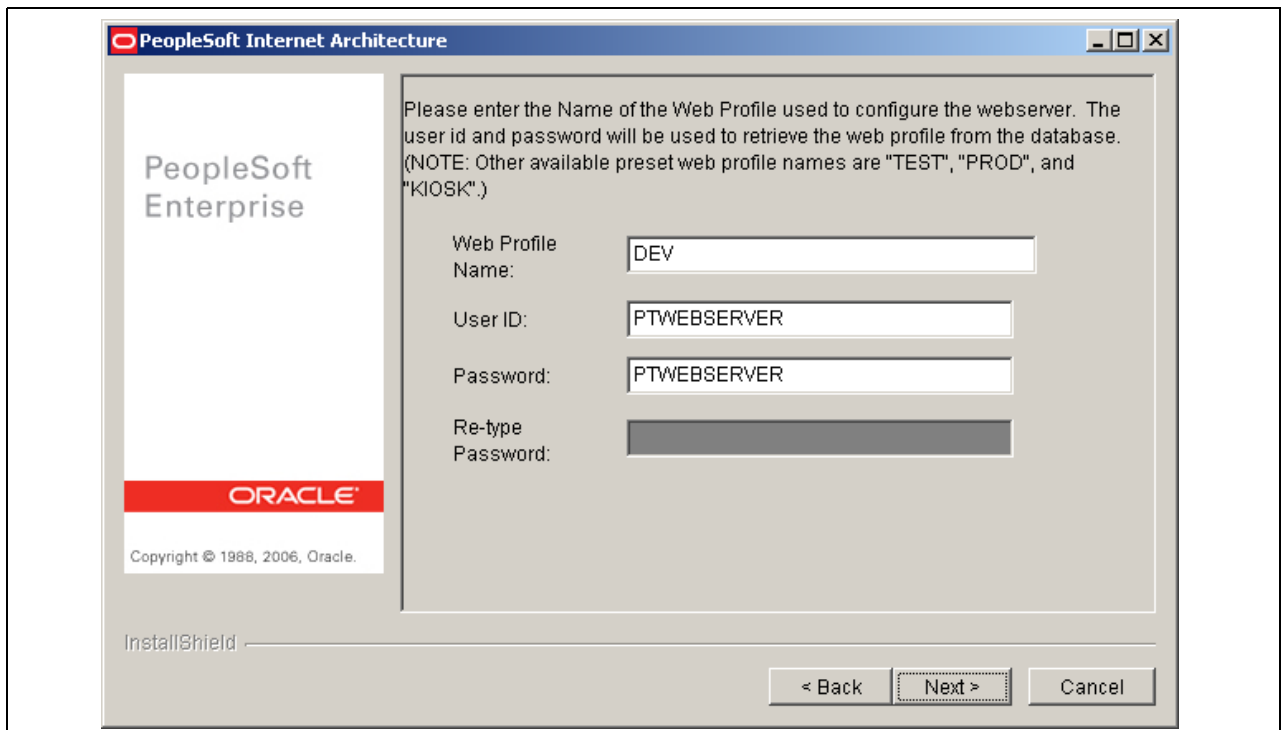 PeopleSoft Internet Architecture
PeopleSoft
Enterprise
ORACLE
Copyright © 1988, 2006, Oracle.
Please enter the Name of the Web Profile used to configure the webserver. The
user id and password will be used to retrieve the web profile from the database.
(NOTE: Other available preset web profile names are "TEST", "PROD", and
"KIOSK".)
Web Profile
Name:
DEV
User ID:
PTWEBSERVER
Password:
PTWEBSERVER
Re-type
Password:
InstallShield
< Back
Next >
Cancel